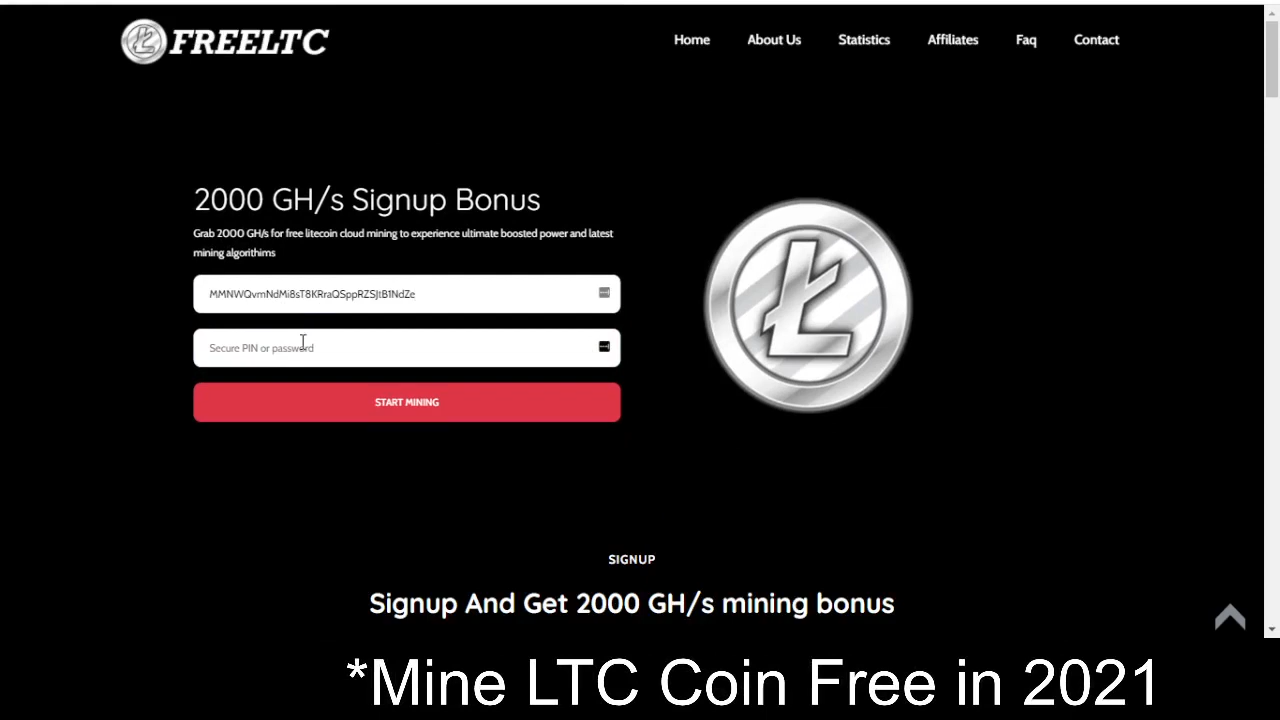 FREELTC
Home About Us Statistics Affiliates Faq Contact
2000 GH/s Signup Bonus
Grab 2000 GH/s for free litecoin cloud mining to experience ultimate boosted power and latest
mining algorithims
MMNWQvmNdMi8sT8KRraQSppRZSJtB1NdZe
Secure PIN or password
START MINING
SIGNUP
Signup And Get 2000 GH/s mining bonus
*Mine LTC Coin Free in 2021